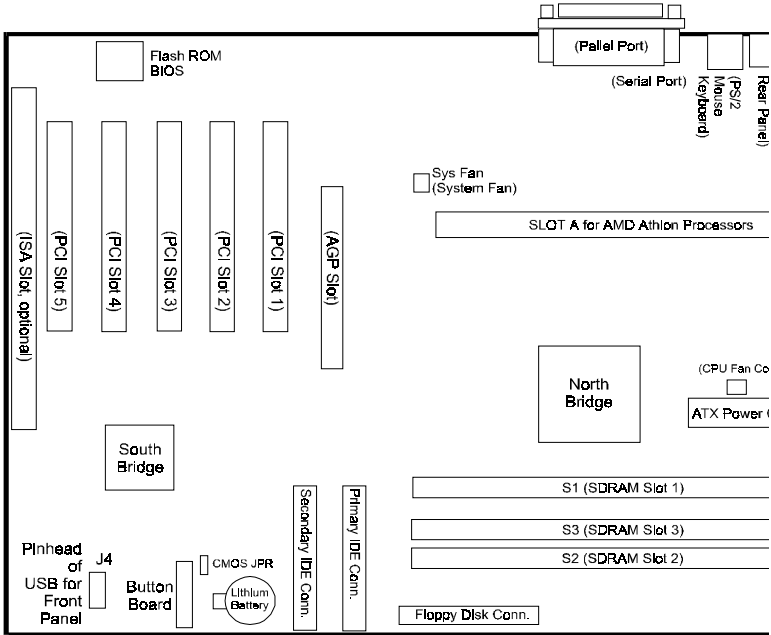 (Pallel Port)
Flash ROM
BIOS
(Serial Port)
(PS/2
Mouse
Keyboard)
Rear Panel)
Sys Fan
(System Fan)
SLOT A for AMD Athlon Processors
(ISA Slot, optional)
(PCI Slot 5)
(PCI Slot 4)
(PCI Slot 3)
(PCI Slot 2)
(PCI Slot 1)
(AGP Slot)
North
Bridge
(CPU Fan Co
ATX Power
South
Bridge
S1 (SDRAM Slot 1)
S3 (SDRAM Slot 3)
S2 (SDRAM Slot 2)
Secondary IDE Conn.
Primary IDE Conn.
Pinhead
of
USB for
Front
Panel
J4
Button
Board
CMOS JPR
Lithium
Battery
Floppy Disk Conn.